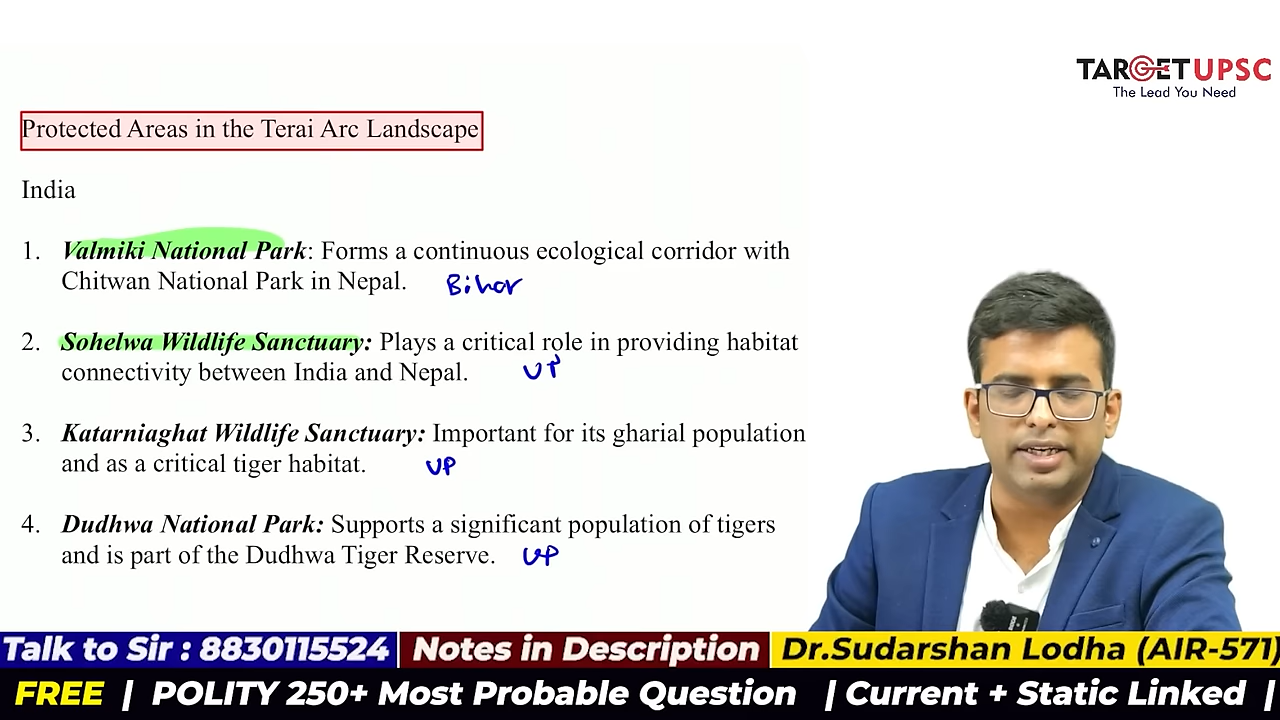 TARGETUPSC
The Lead You Need
Protected Areas in the Terai Arc Landscape
India
1. Valmiki National Park: Forms a continuous ecological corridor with
Chitwan National Park in Nepal. Bihar
2. Sohelwa Wildlife Sanctuary: Plays a critical role in providing habitat
connectivity between India and Nepal. UP
3. Katarniaghat Wildlife Sanctuary: Important for its gharial population
and as a critical tiger habitat. UP
4. Dudhwa National Park: Supports a significant population of tigers
and is part of the Dudhwa Tiger Reserve. UP
Talk to Sir : 8830115524 Notes in Description Dr.Sudarshan Lodha (AIR-571)
FREE | POLITY 250+ Most Probable Question | Current + Static Linked |